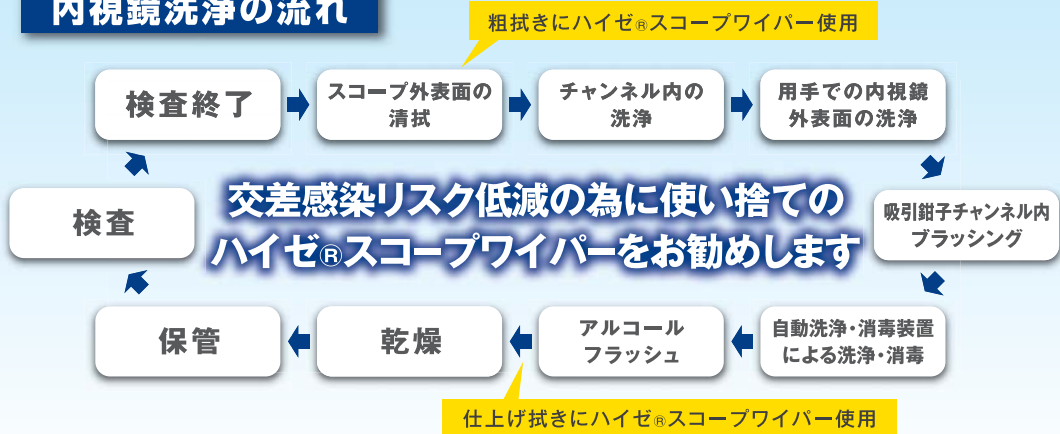 内視鏡洗浄の流れ
粗拭きにハイゼ®スコープワイパー使用
検査終了
スコープ外表面の
清拭
チャンネル内の
洗浄
用手での内視鏡
外表面の洗浄
検査
交差感染リスク低減の為に使い捨ての
ハイゼ®スコープワイパーをお勧めします
吸引鉗子チャンネル内
ブラッシング
保管
乾燥
アルコール
フラッシュ
自動洗浄・消毒装置
による洗浄・消毒
仕上げ拭きにハイゼ®スコープワイパー使用